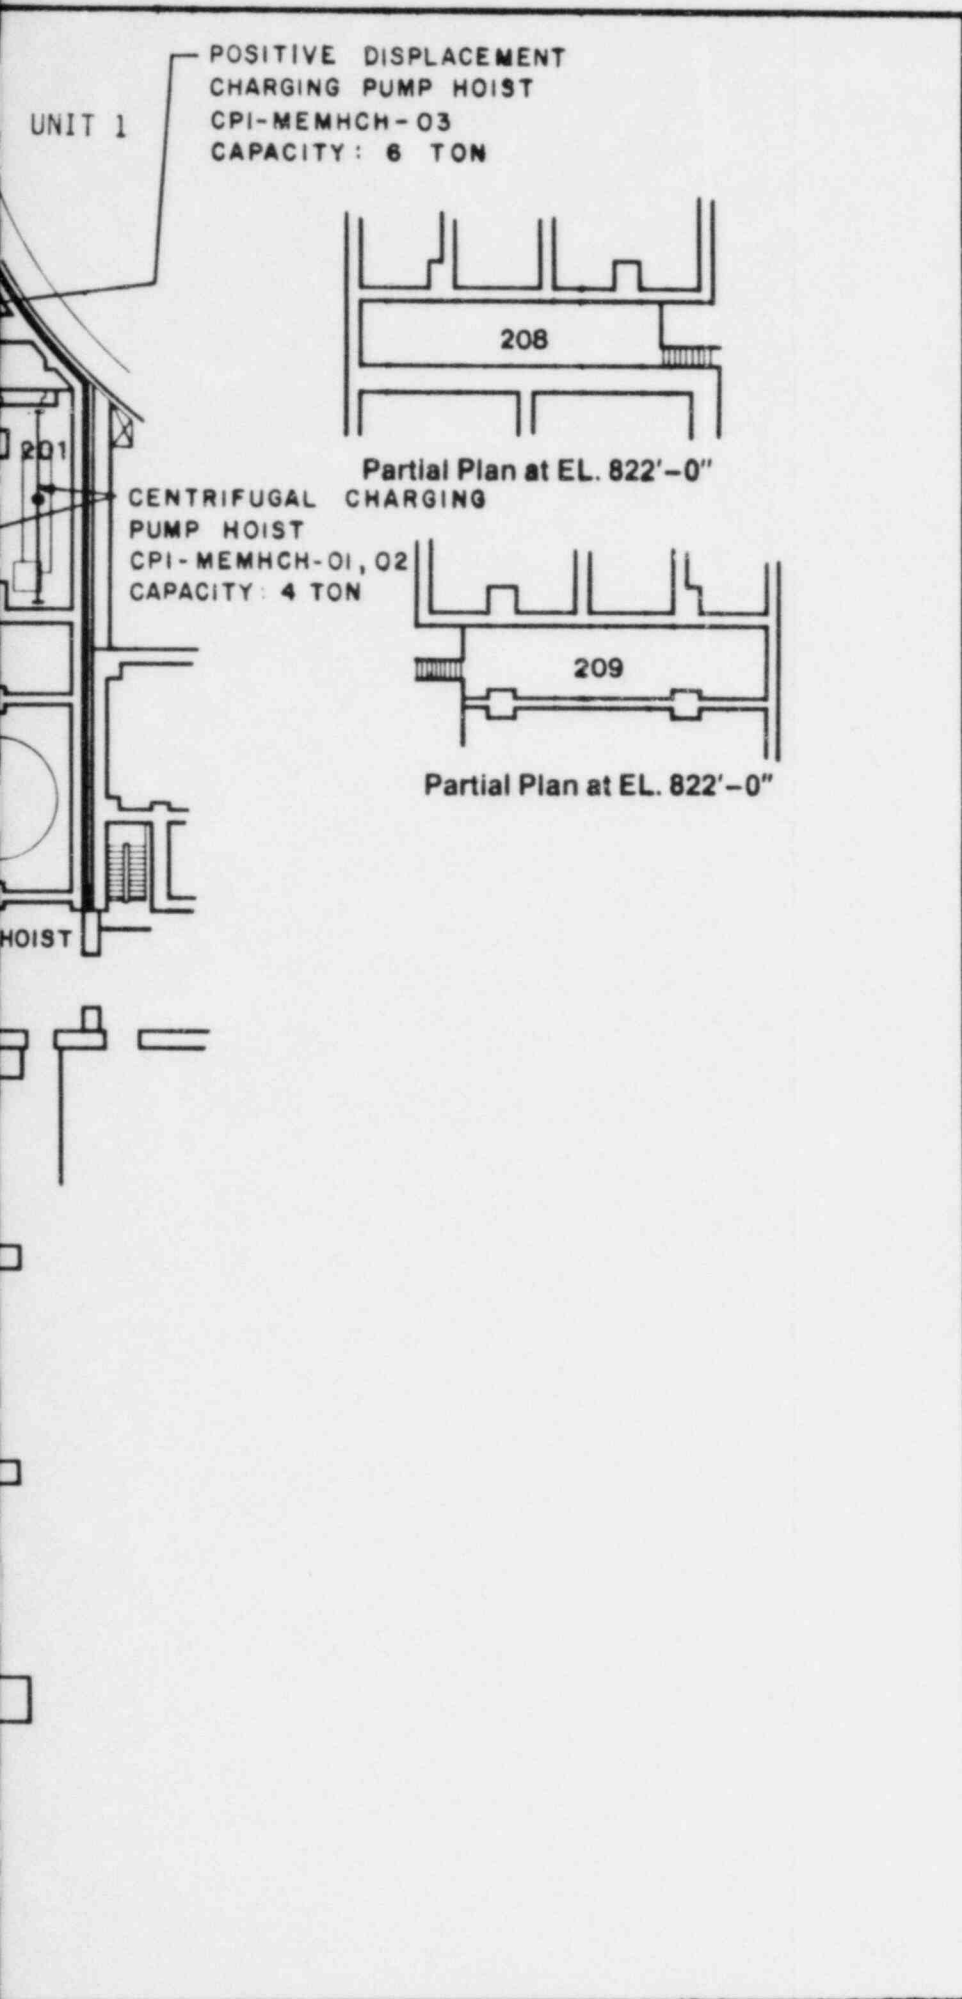 POSITIVE DISPLACEMENT
CHARGING PUMP HOIST
CPI-MEMHCH-03
CAPACITY: 6 TON
UNIT 1
208
Partial Plan at EL. 822'-0"
201
CENTRIFUGAL CHARGING
PUMP HOIST
CPI-MEMHCH-01, 02
CAPACITY: 4 TON
209
Partial Plan at EL. 822'-0"
HOIST